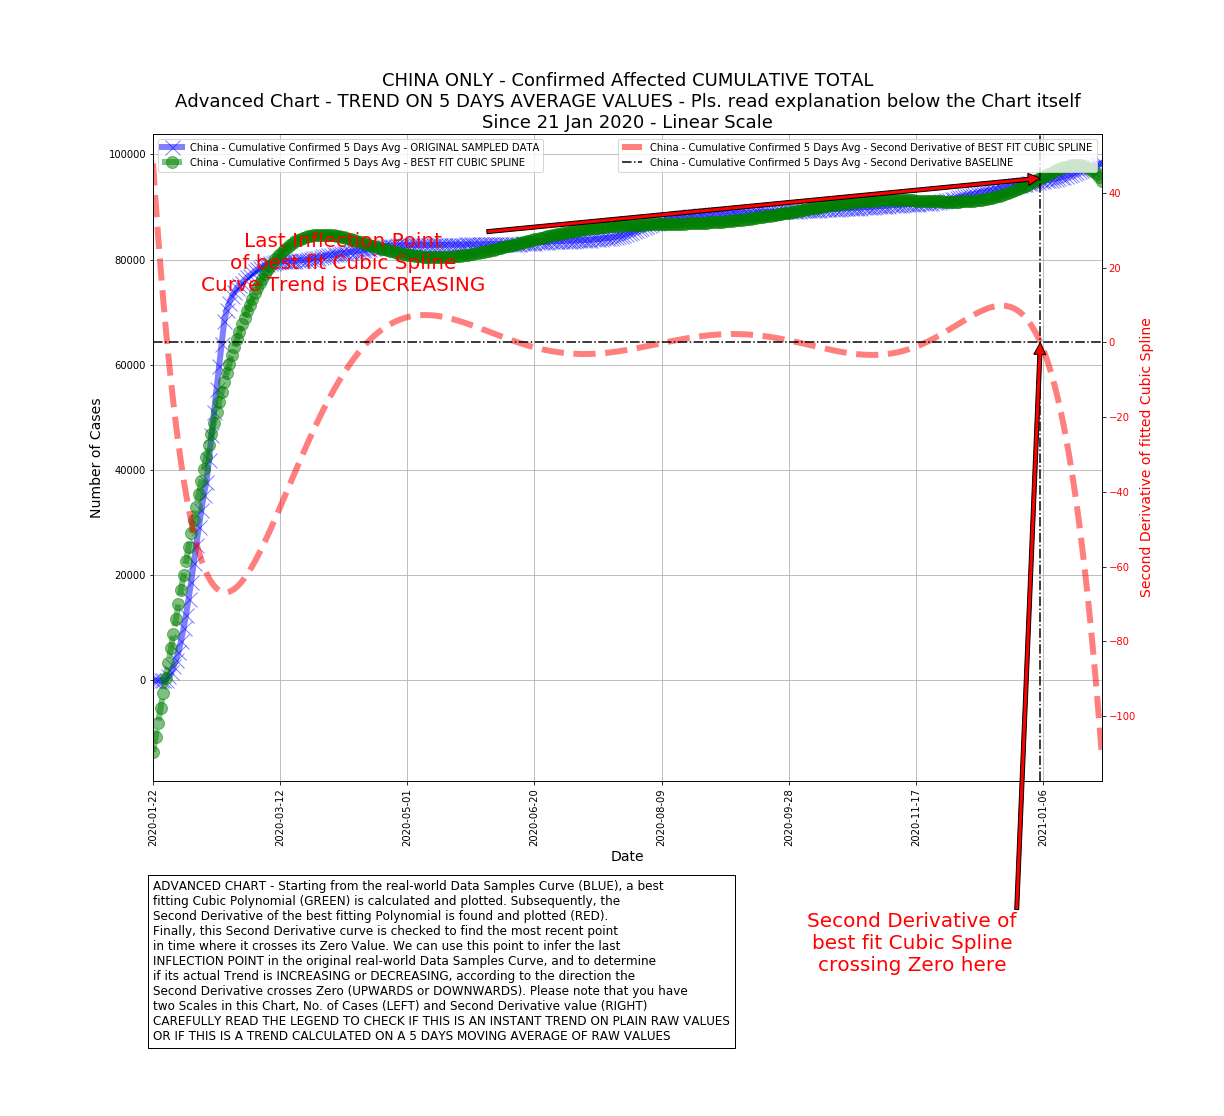 CHINA ONLY - Confirmed Affected CUMULATIVE TOTAL
Advanced Chart - TREND ON 5 DAYS AVERAGE VALUES - Pls. read explanation below the Chart itself
Since 21 Jan 2020 - Linear Scale
China - Cumulative Confirmed 5 Days Avg - ORIGINAL SAMPLED DATA
China - Cumulative Confirmed 5 Days Avg - BEST FIT CUBIC SPLINE
China - Cumulative Confirmed 5 Days Avg - Second Derivative of BEST FIT CUBIC SPLINE
China - Cumulative Confirmed 5 Days Avg - Second Derivative BASELINE
Last Inflection Point
of best fit Cubic Spline
Curve Trend is DECREASING
Number of Cases
100000
80000
60000
40000
20000
0
40
20
0
−20
−40
−60
−80
−100
Second Derivative of fitted Cubic Spline
2020-01-22
2020-03-12
2020-05-01
2020-06-20
2020-08-09
2020-09-28
2020-11-17
2021-01-06
Date
ADVANCED CHART - Starting from the real-world Data Samples Curve (BLUE), a best
fitting Cubic Polynomial (GREEN) is calculated and plotted. Subsequently, the
Second Derivative of the best fitting Polynomial is found and plotted (RED).
Finally, this Second Derivative curve is checked to find the most recent point
in time where it crosses its Zero Value. We can use this point to infer the last
INFLECTION POINT in the original real-world Data Samples Curve, and to determine
if its actual Trend is INCREASING or DECREASING, according to the direction the
Second Derivative crosses Zero (UPWARDS or DOWNWARDS). Please note that you have
two Scales in this Chart, No. of Cases (LEFT) and Second Derivative value (RIGHT)
CAREFULLY READ THE LEGEND TO CHECK IF THIS IS AN INSTANT TREND ON PLAIN RAW VALUES
OR IF THIS IS A TREND CALCULATED ON A 5 DAYS MOVING AVERAGE OF RAW VALUES
Second Derivative of
best fit Cubic Spline
crossing Zero here